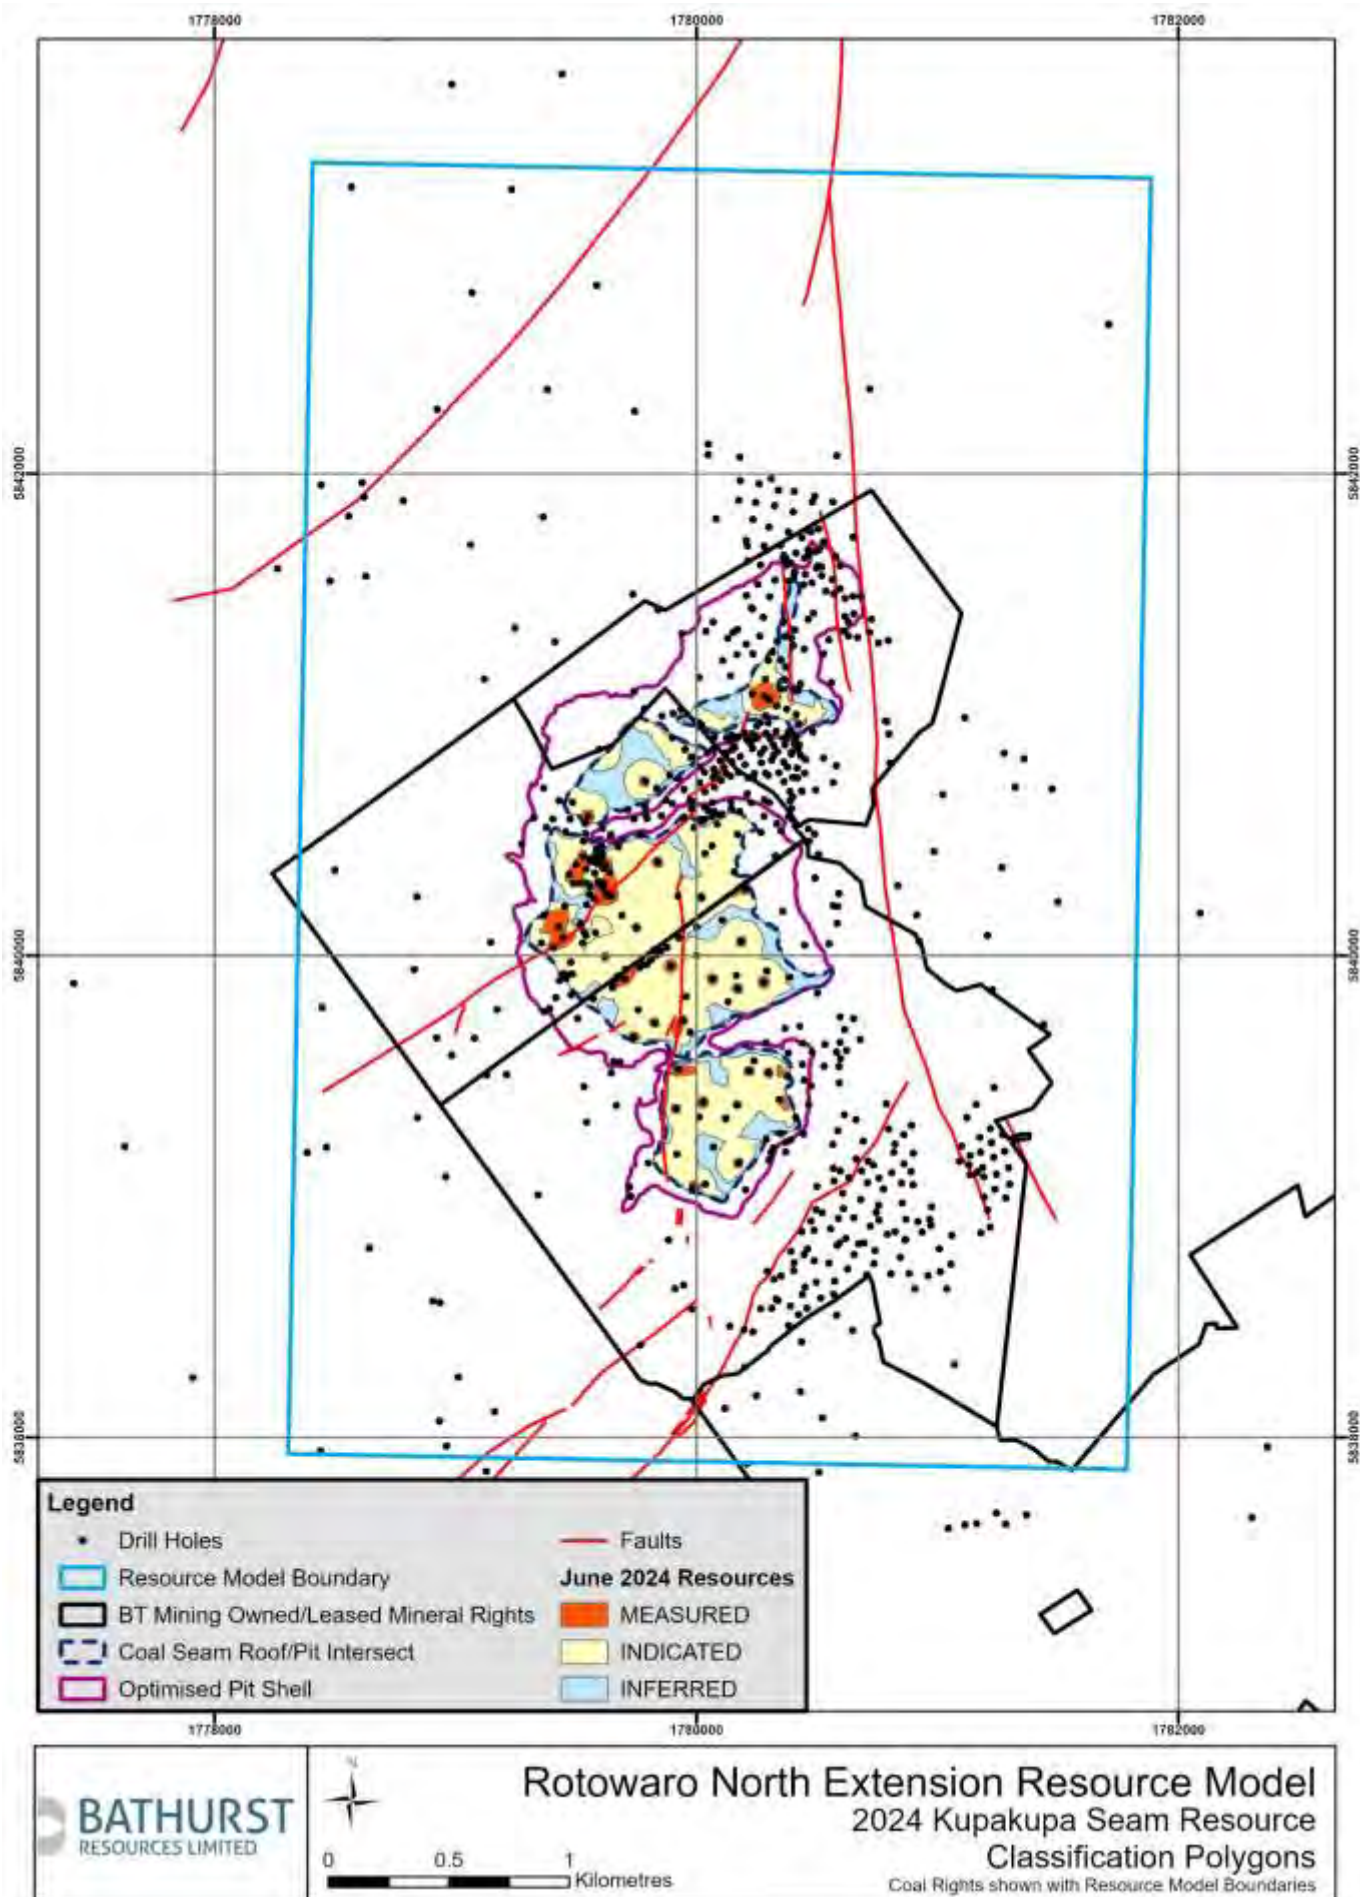 1778000 1780000 1782000
5842000 5842000
5840000 5840000
5838000 5838000
Legend
Drill Holes
Resource Model Boundary
BT Mining Owned/Leased Mineral Rights
Coal Seam Roof/Pit Intersect
Optimised Pit Shell
Faults
June 2024 Resources
MEASURED
INDICATED
INFERRED
1778000 1780000 1782000
BATHURST
RESOURCES LIMITED
N
0 0.5 1
Kilometres
Rotowaro North Extension Resource Model
2024 Kupakupa Seam Resource
Classification Polygons
Coal Rights shown with Resource Model Boundaries